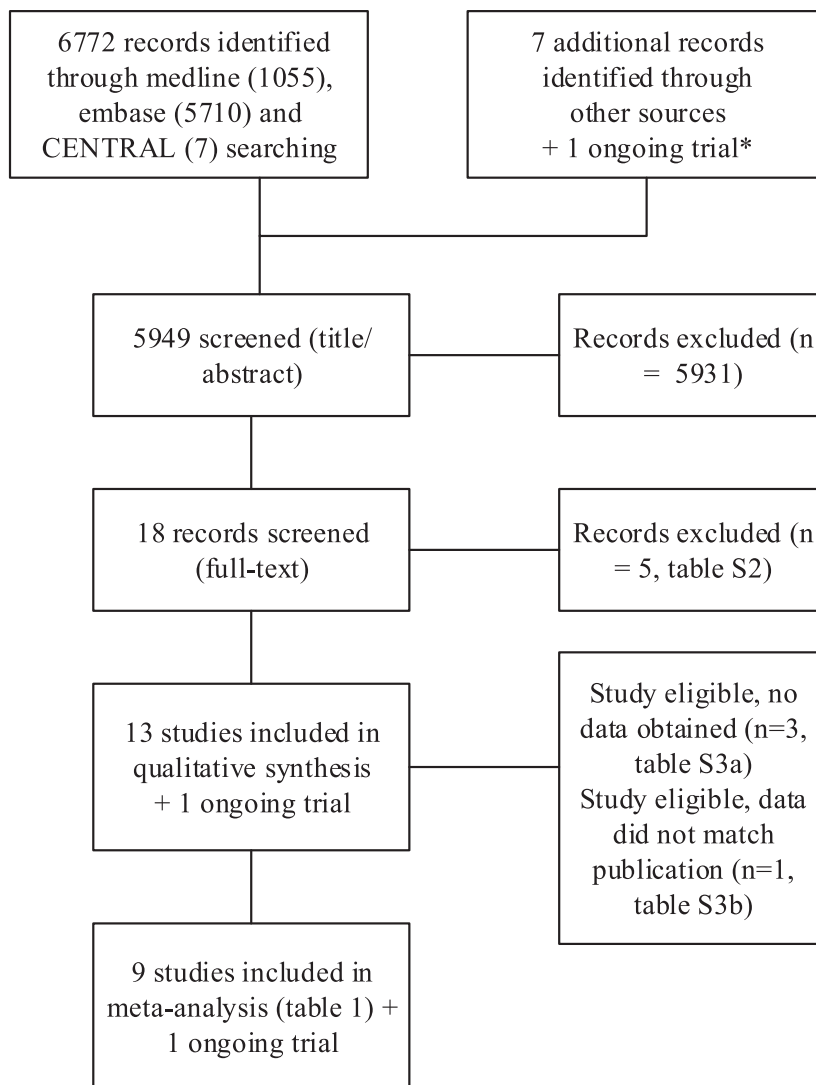 6772 records identified
through medline (1055),
embase (5710) and
CENTRAL (7) searching
7 additional records
identified through
other sources
+ 1 ongoing trial*
5949 screened (title/
abstract)
Records excluded (n
= 5931)
18 records screened
(full-text)
Records excluded (n
= 5, table S2)
13 studies included in
qualitative synthesis
+ 1 ongoing trial
Study eligible, no
data obtained (n=3,
table S3a)
Study eligible, data
did not match
publication (n=1,
table S3b)
9 studies included in
meta-analysis (table 1) +
1 ongoing trial